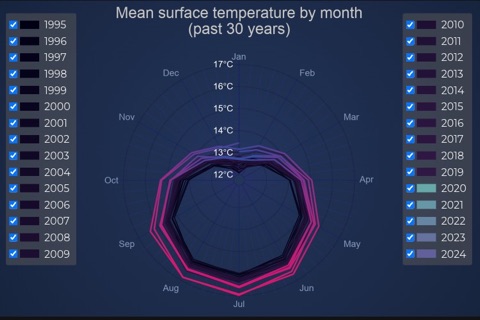 Mean surface temperature by month
(past 30 years)
1995
1996
1997
1998
1999
2000
2001
2002
2003
2004
2005
2006
2007
2008
2009
Jan
Feb
Mar
Apr
May
Jun
Jul
Aug
Sep
Oct
Nov
Dec
17°C
16°C
15°C
14°C
13°C
12°C
2010
2011
2012
2013
2014
2015
2016
2017
2018
2019
2020
2021
2022
2023
2024